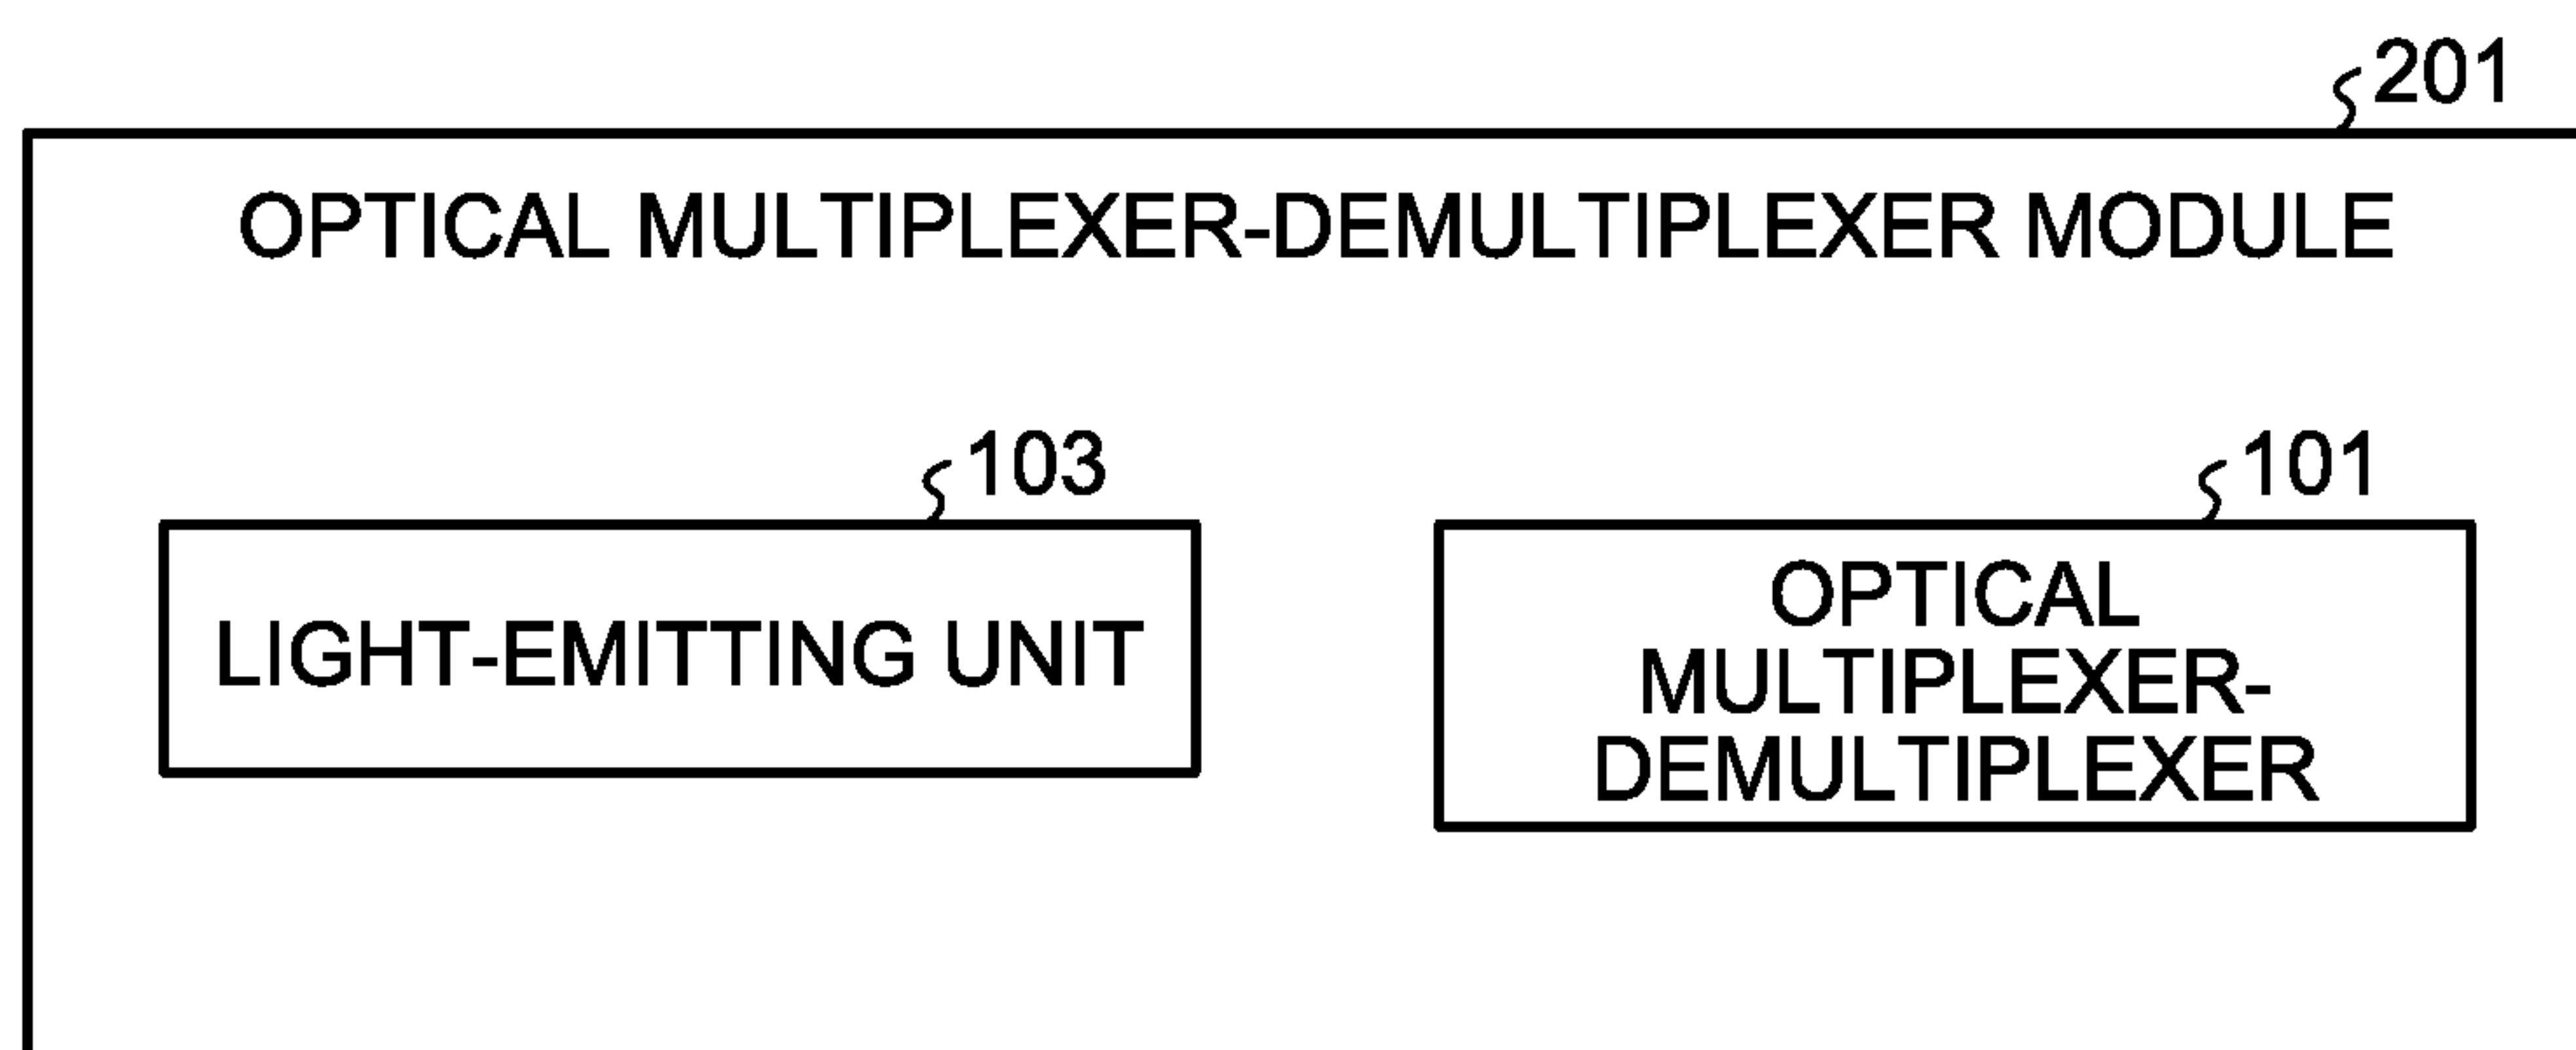 201
OPTICAL MULTIPLEXER-DEMULTIPLEXER MODULE
103
LIGHT-EMITTING UNIT
101
OPTICAL
MULTIPLEXER-
DEMULTIPLEXER